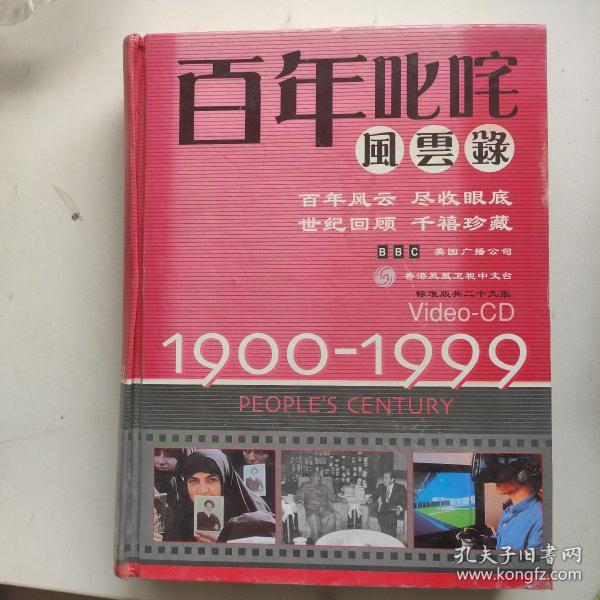 百年叱咤
風雲錄
百年风云 尽收眼底
世纪回顾 千禧珍藏
BBC 英国广播公司
香港凤凰卫视中文台
标准版共二十九张
Video-CD
1900-1999
PEOPLE'S CENTURY
孔夫子旧书网
www.kongfz.com